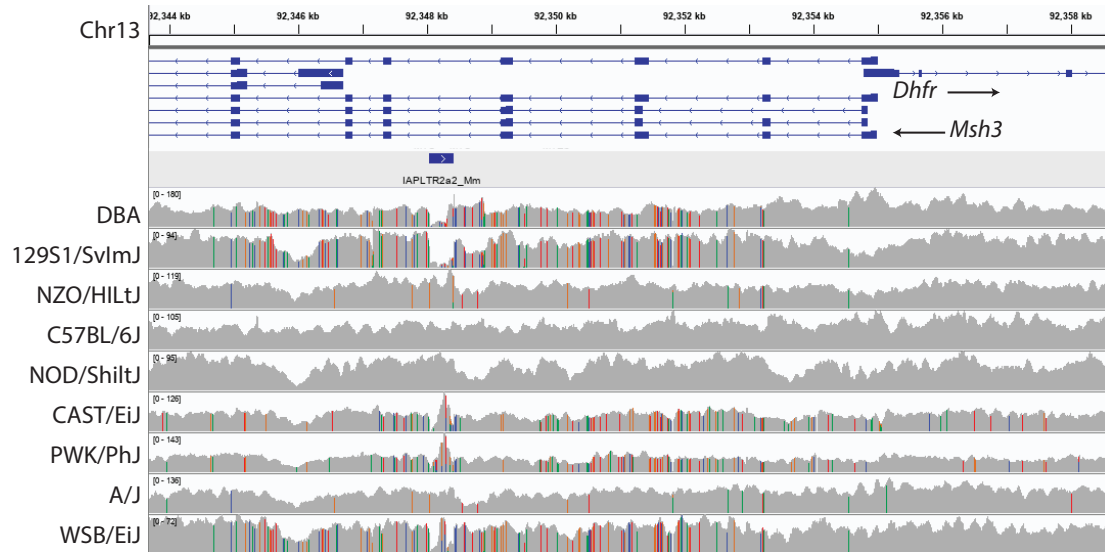 Chr13
92,344 kb 92,346 kb 92,348 kb 92,350 kb 92,352 kb 92,354 kb 92,356 kb 92,358 kb
Dhfr
Msh3
IAPLTR2a2_Mm
DBA [0 - 180]
129S1/SvImJ [0 - 94]
NZO/HILtJ [0 - 119]
C57BL/6J [0 - 105]
NOD/ShiltJ [0 - 95]
CAST/EiJ [0 - 126]
PWK/PhJ [0 - 143]
A/J [0 - 136]
WSB/EiJ [0 - 72]